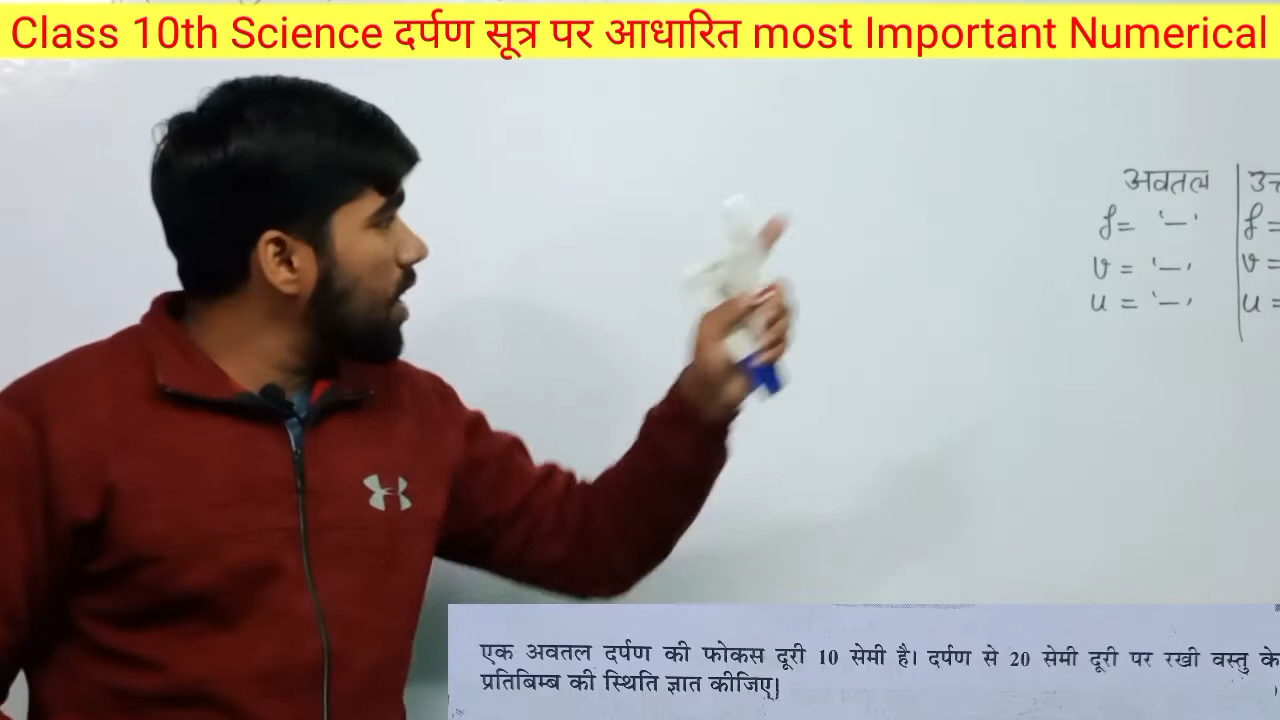 Class 10th Science दर्पण सूत्र पर आधारित most Important Numerical
अवतल
f = '–'
v = '–'
u = '–'
f =
v =
u =
एक अवतल दर्पण की फोकस दूरी 10 सेमी है। दर्पण से 20 सेमी दूरी पर रखी वस्तु के
प्रतिबिम्ब की स्थिति ज्ञात कीजिए।